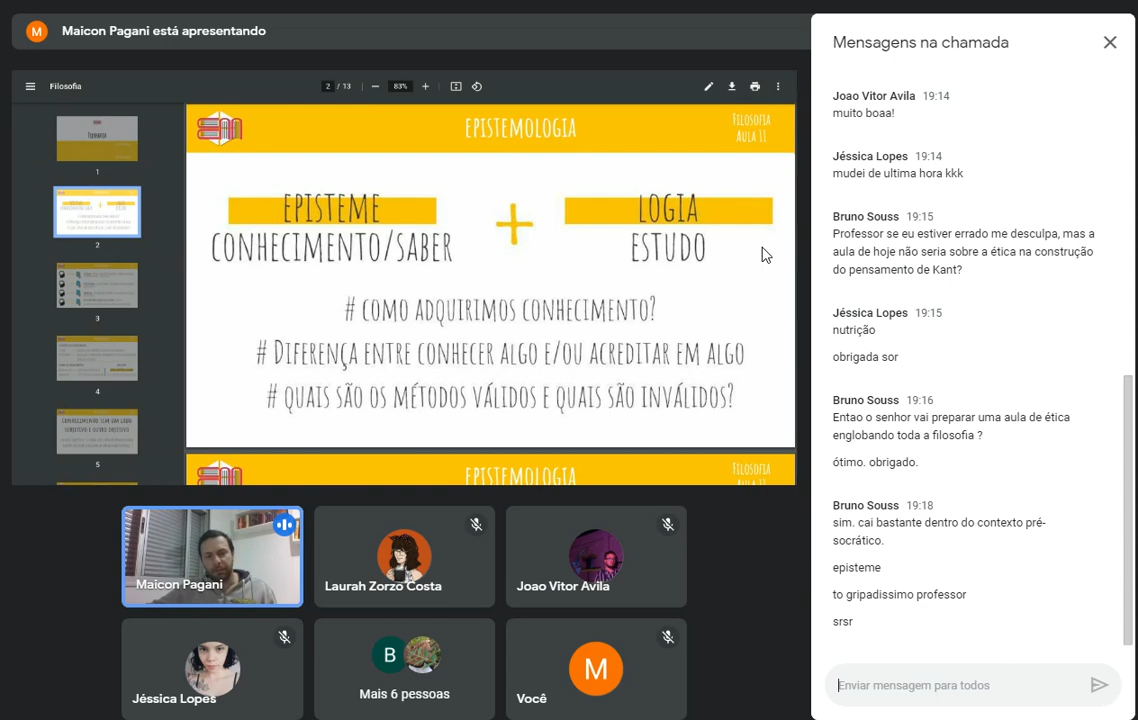 M
Maicon Pagani está apresentando
Filosofia
2 / 13
83%
1
2
3
4
5
EPISTEMOLOGIA
FILOSOFIA
AULA 11
EPISTEME
+
LOGIA
CONHECIMENTO/SABER
ESTUDO
# COMO ADQUIRIMOS CONHECIMENTO?
# DIFERENÇA ENTRE CONHECER ALGO E/OU ACREDITAR EM ALGO
# QUAIS SÃO OS MÉTODOS VÁLIDOS E QUAIS SÃO INVÁLIDOS?
EPISTEMOLOGIA
FILOSOFIA
Maicon Pagani
Laurah Zorzo Costa
Joao Vitor Avila
Jéssica Lopes
B
Mais 6 pessoas
M
Você
Mensagens na chamada
Joao Vitor Avila 19:14
muito boaa!
Jéssica Lopes 19:14
mudei de ultima hora kkk
Bruno Souss 19:15
Professor se eu estiver errado me desculpa, mas a
aula de hoje não seria sobre a ética na construção
do pensamento de Kant?
Jéssica Lopes 19:15
nutrição
obrigada sor
Bruno Souss 19:16
Entao o senhor vai preparar uma aula de ética
englobando toda a filosofia ?
ótimo. obrigado.
Bruno Souss 19:18
sim. cai bastante dentro do contexto pré-
socrático.
episteme
to gripadissimo professor
srsr
Enviar mensagem para todos